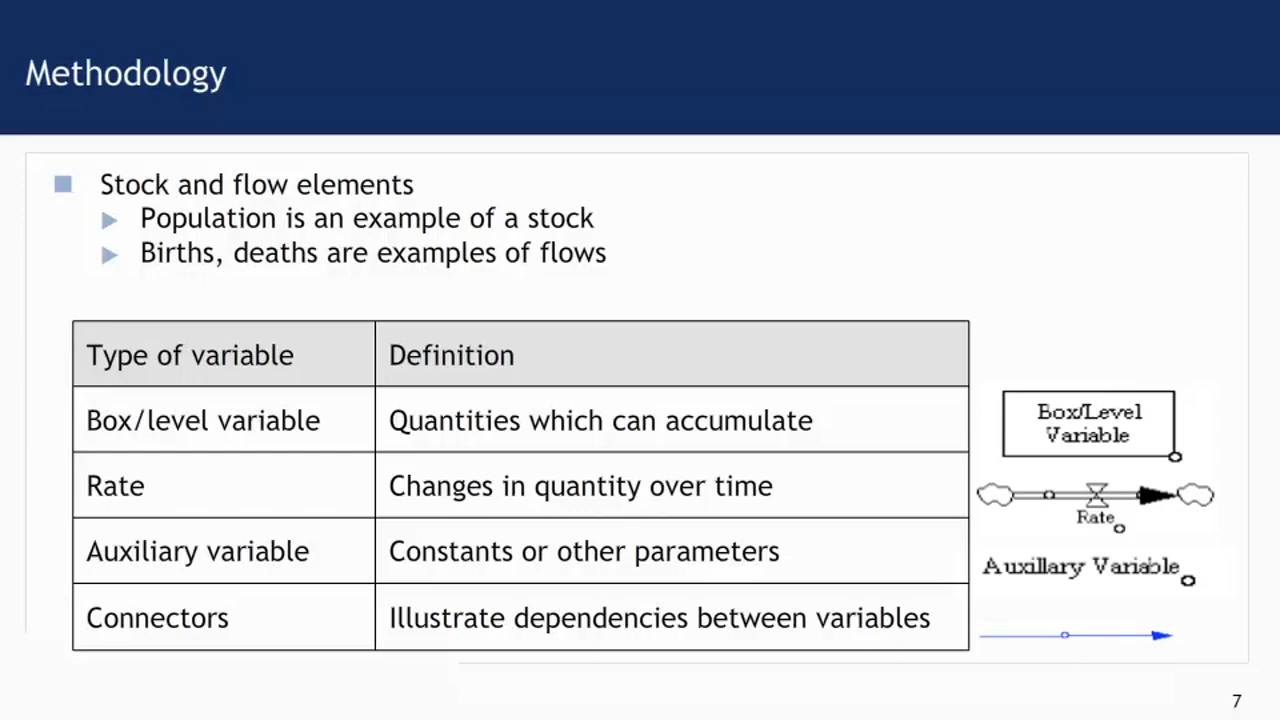 Methodology
Stock and flow elements
Population is an example of a stock
Births, deaths are examples of flows
Type of variable Definition
Box/level variable Quantities which can accumulate
Rate Changes in quantity over time
Auxiliary variable Constants or other parameters
Connectors Illustrate dependencies between variables
Box/Level
Variable
Rate
Auxillary Variable
7